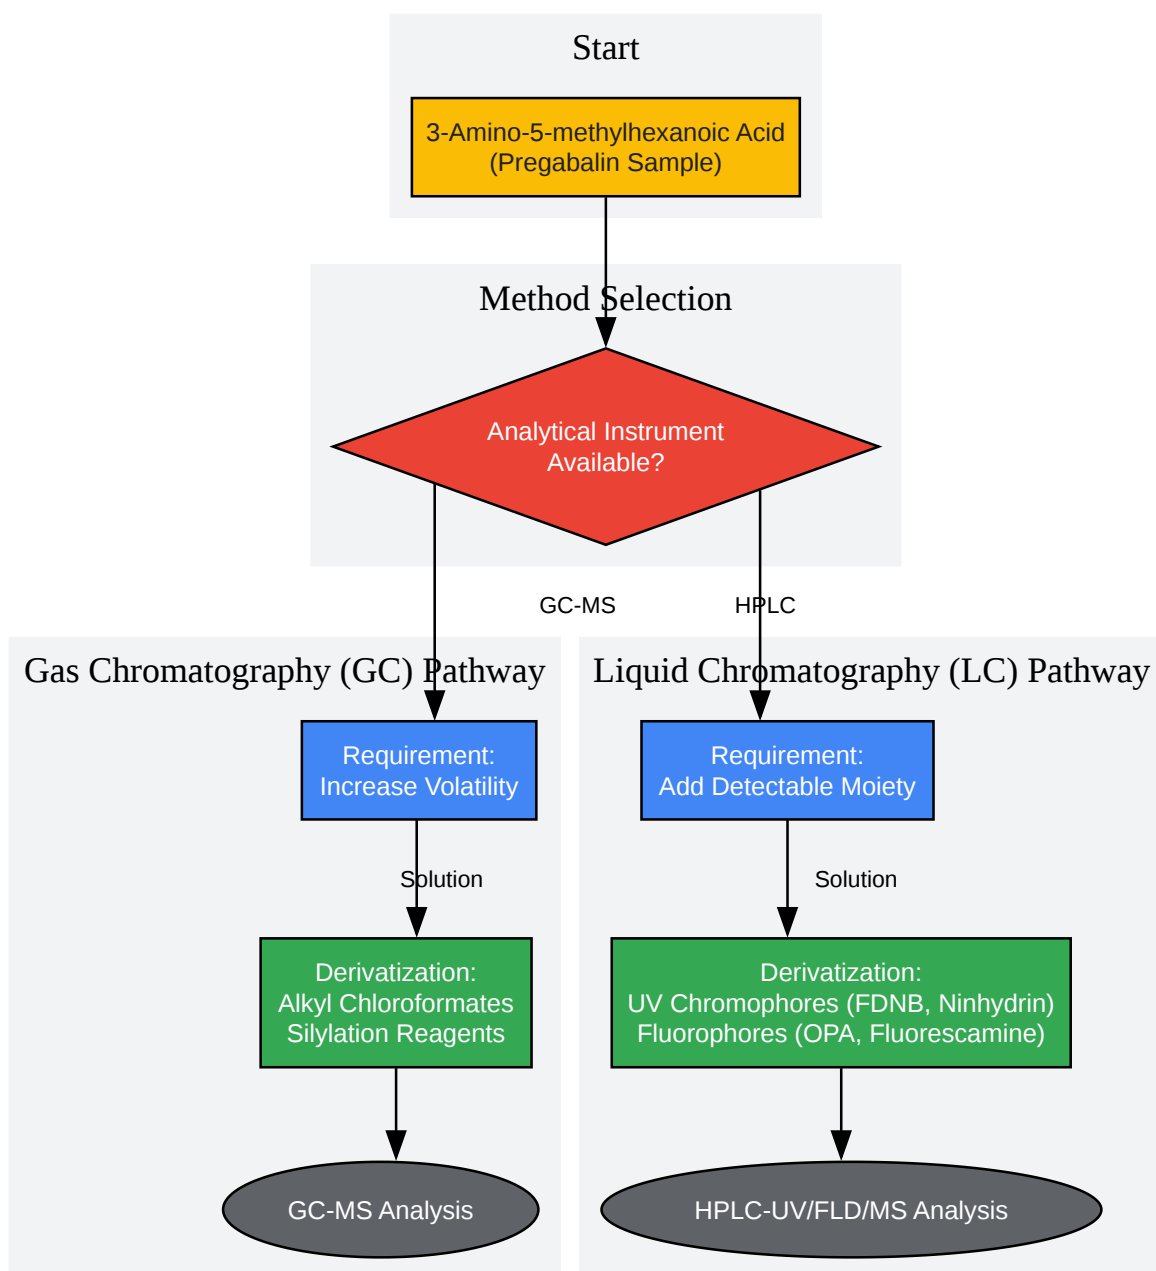 Start
3-Amino-5-methylhexanoic Acid
(Pregabalin Sample)
Method Selection
Analytical Instrument
Available?
GC-MS
HPLC
Gas Chromatography (GC) Pathway
Requirement:
Increase Volatility
Solution
Derivatization:
Alkyl Chloroformates
Silylation Reagents
GC-MS Analysis
Liquid Chromatography (LC) Pathway
Requirement:
Add Detectable Moiety
Solution
Derivatization:
UV Chromophores (FDNB, Ninhydrin)
Fluorophores (OPA, Fluorescamine)
HPLC-UV/FLD/MS Analysis